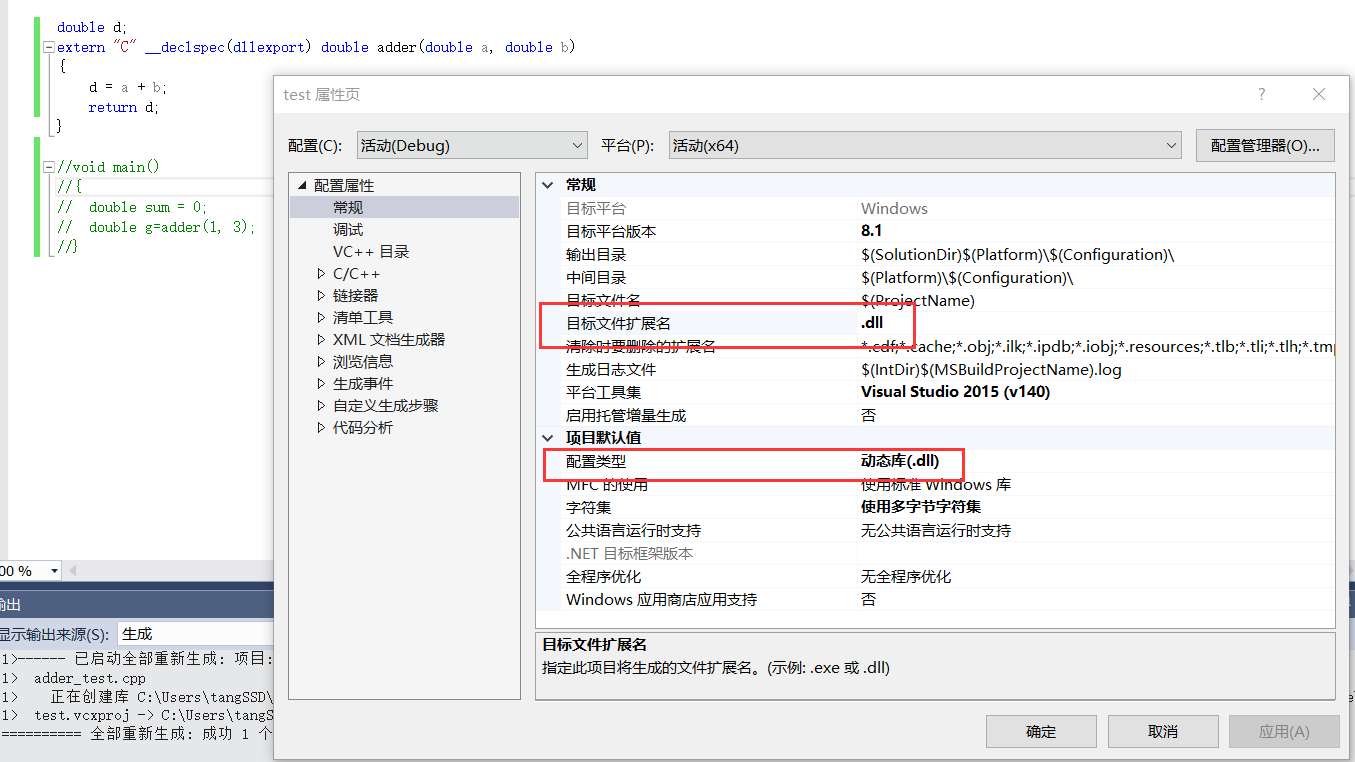 double d;
extern "C" __declspec(dllexport) double adder(double a, double b)
{
d = a + b;
return d;
}
//void main()
//{
// double sum = 0;
// double g=adder(1, 3);
//}
test 属性页
?
配置(C):
活动(Debug)
平台(P):
活动(x64)
配置管理器(O)...
配置属性
常规
调试
VC++ 目录
C/C++
链接器
清单工具
XML 文档生成器
浏览信息
生成事件
自定义生成步骤
代码分析
常规
目标平台 Windows
目标平台版本 8.1
输出目录 $(SolutionDir)$(Platform)\$(Configuration)\
中间目录 $(Platform)\$(Configuration)\
目标文件名 $(ProjectName)
目标文件扩展名 .dll
清除时要删除的扩展名 *.cdf;*.cache;*.obj;*.ilk;*.ipdb;*.iobj;*.resources;*.tlb;*.tli;*.tlh;*.tmp
生成日志文件 $(IntDir)$(MSBuildProjectName).log
平台工具集 Visual Studio 2015 (v140)
启用托管增量生成 否
项目默认值
配置类型 动态库(.dll)
MFC 的使用 使用标准 Windows 库
字符集 使用多字节字符集
公共语言运行时支持 无公共语言运行时支持
.NET 目标框架版本
全程序优化 无全程序优化
Windows 应用商店应用支持 否
目标文件扩展名
指定此项目将生成的文件扩展名。(示例: .exe 或 .dll)
确定
取消
应用(A)
00 %
输出
显示输出来源(S): 生成
1>------ 已启动全部重新生成: 项目:
1> adder_test.cpp
1> 正在创建库 C:\Users\tangSSD\
1> test.vcxproj -> C:\Users\tangS
========== 全部重新生成: 成功 1 个